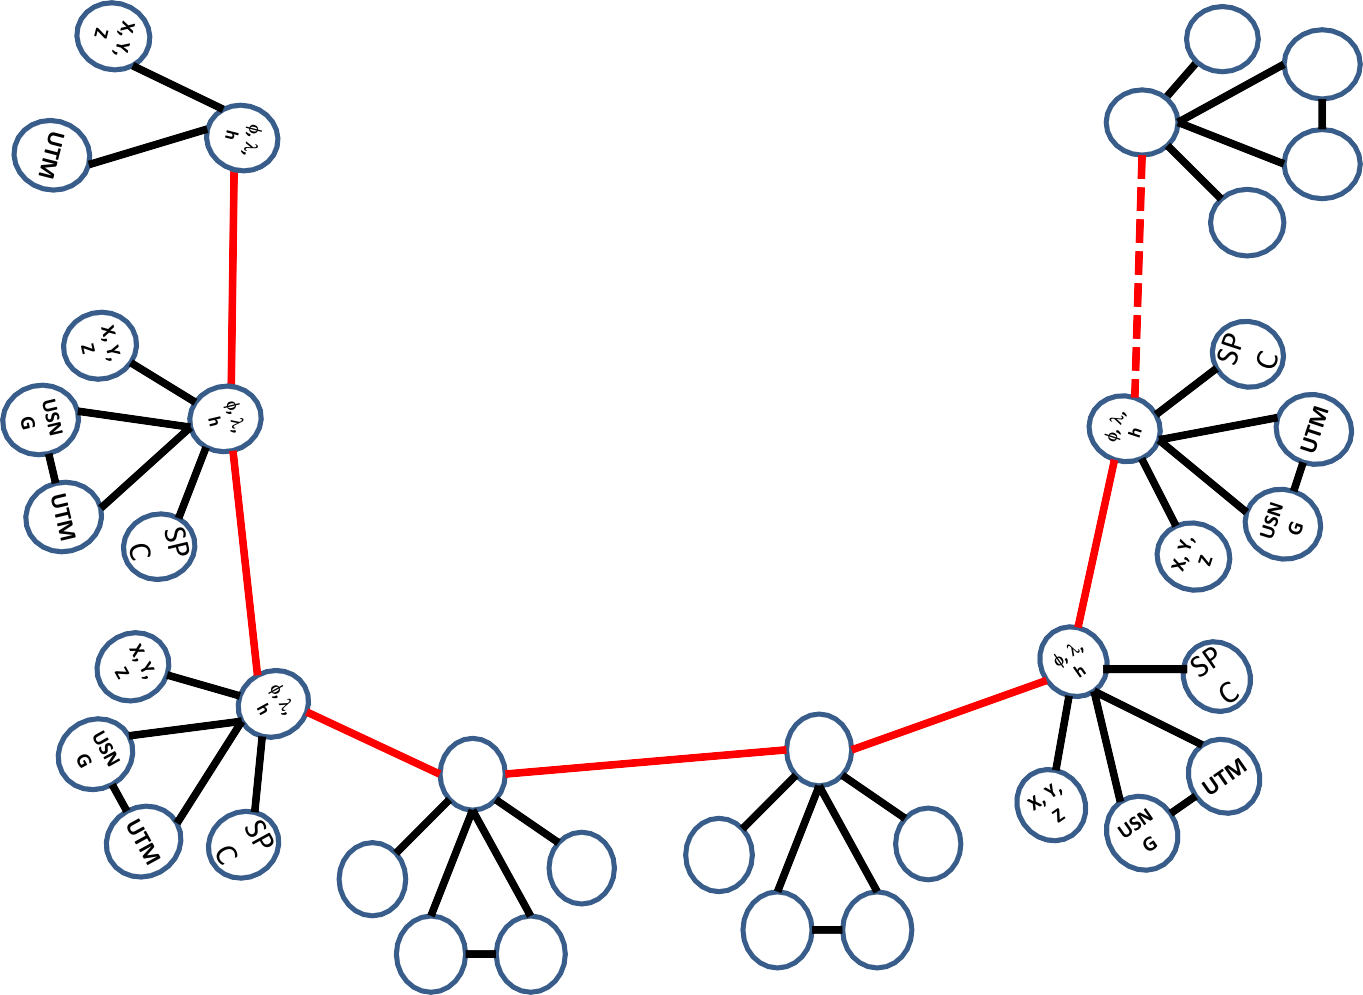 X, Y,
Z
UTM
ϕ, λ,
h
X, Y,
Z
USN
G
UTM
SP
C
ϕ, λ,
h
X, Y,
Z
USN
G
UTM
SP
C
ϕ, λ,
h
ϕ, λ,
h
SP
C
UTM
USN
G
X, Y,
Z
ϕ, λ,
h
SP
C
UTM
USN
G
X, Y,
Z